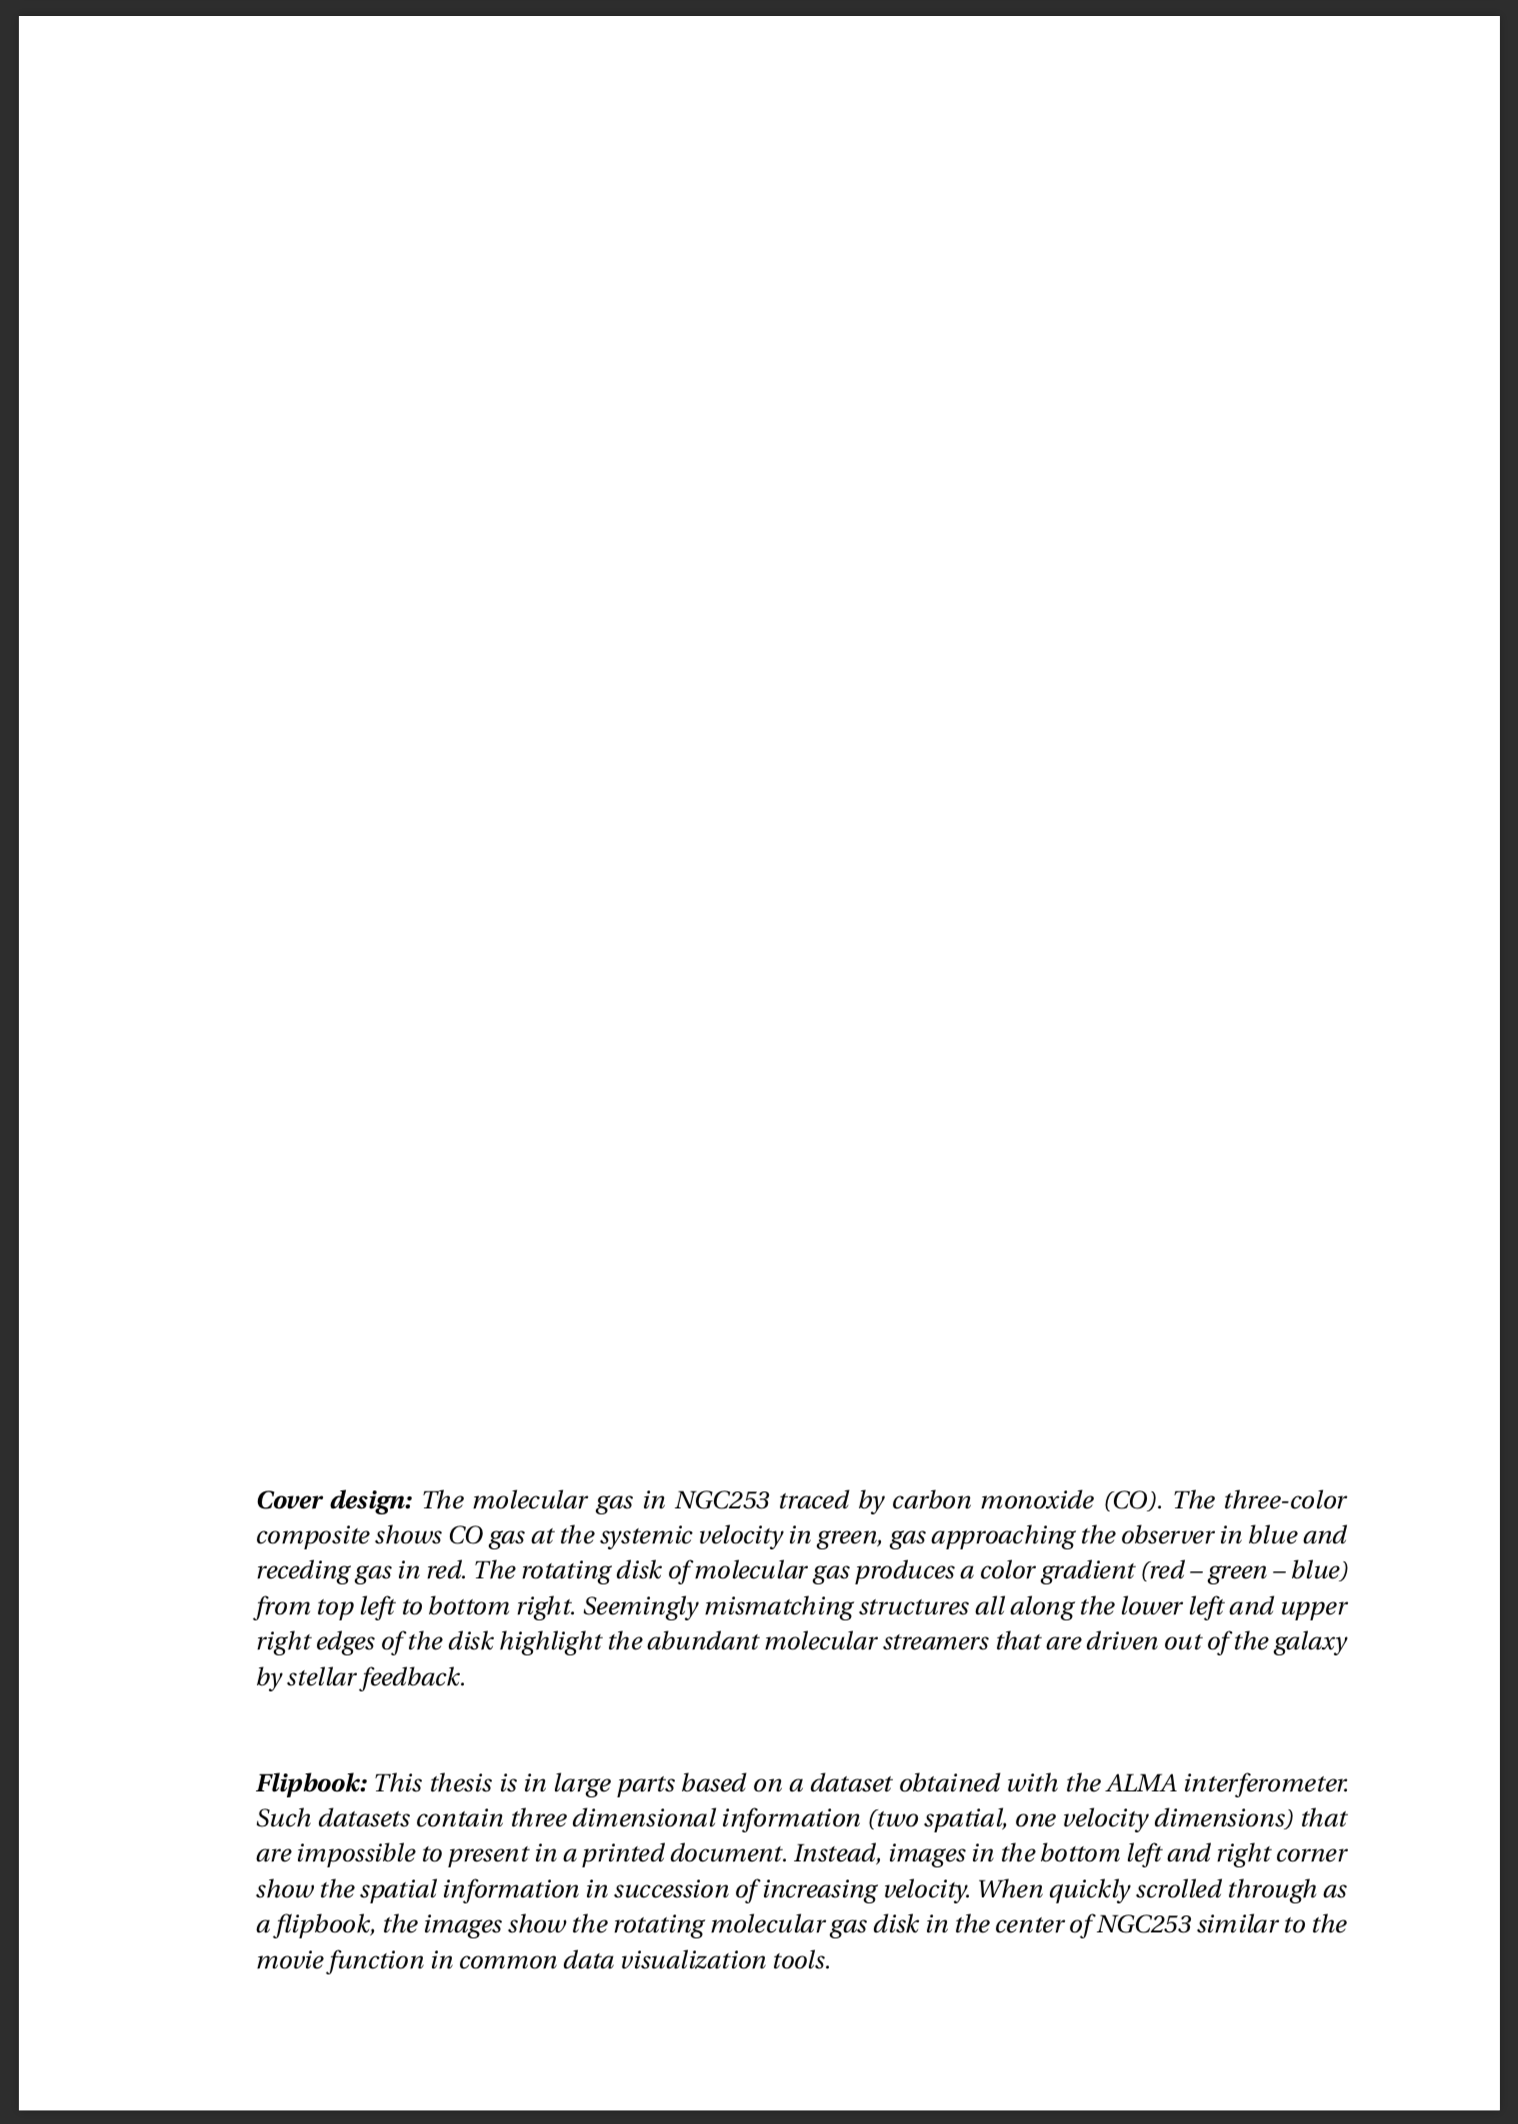 Cover design: The molecular gas in NGC253 traced by carbon monoxide (CO). The three-color
composite shows CO gas at the systemic velocity in green, gas approaching the observer in blue and
receding gas in red. The rotating disk of molecular gas produces a color gradient (red – green – blue)
from top left to bottom right. Seemingly mismatching structures all along the lower left and upper
right edges of the disk highlight the abundant molecular streamers that are driven out of the galaxy
by stellar feedback.
Flipbook: This thesis is in large parts based on a dataset obtained with the ALMA interferometer.
Such datasets contain three dimensional information (two spatial, one velocity dimensions) that
are impossible to present in a printed document. Instead, images in the bottom left and right corner
show the spatial information in succession of increasing velocity. When quickly scrolled through as
a flipbook, the images show the rotating molecular gas disk in the center of NGC253 similar to the
movie function in common data visualization tools.